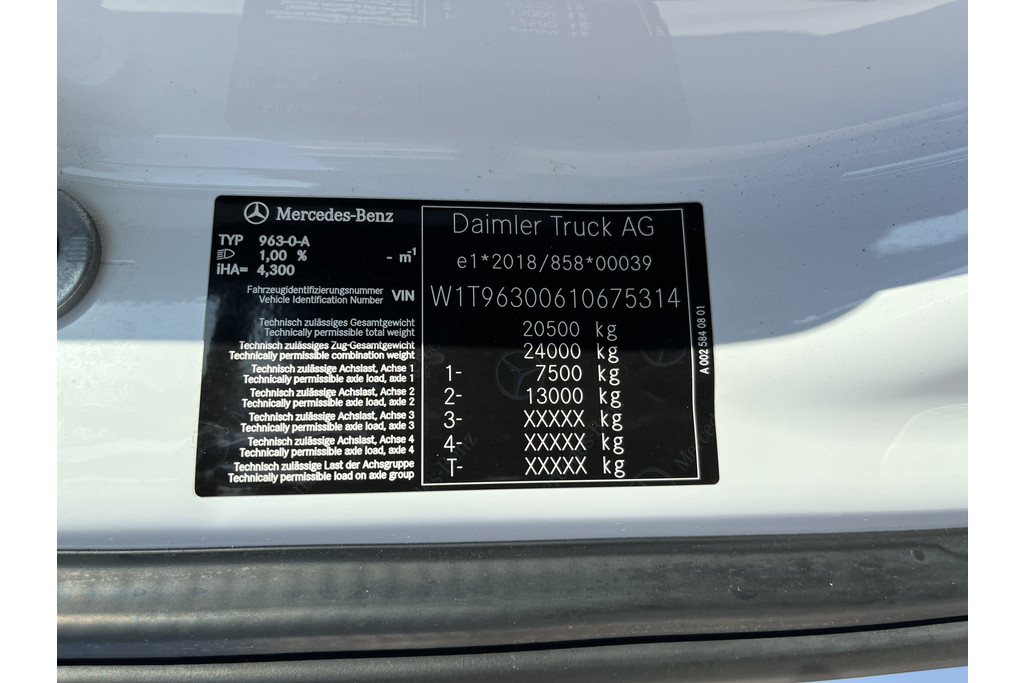 Mercedes-Benz
TYP 963-0-A
1,00 % - m⁻¹
iHA= 4,300
Daimler Truck AG
e1*2018/858*00039
Fahrzeugidentifizierungsnummer
Vehicle Identification Number VIN W1T96300610675314
Technisch zulässiges Gesamtgewicht
Technically permissible total weight 20500 kg
Technisch zulässiges Zug-Gesamtgewicht
Technically permissible combination weight 24000 kg
Technisch zulässige Achslast, Achse 1
Technically permissible axle load, axle 1 1- 7500 kg
Technisch zulässige Achslast, Achse 2
Technically permissible axle load, axle 2 2- 13000 kg
Technisch zulässige Achslast, Achse 3
Technically permissible axle load, axle 3 3- XXXXX kg
Technisch zulässige Achslast, Achse 4
Technically permissible axle load, axle 4 4- XXXXX kg
Technisch zulässige Last der Achsgruppe
Technically permissible load on axle group T- XXXXX kg
A 002 584 08 01